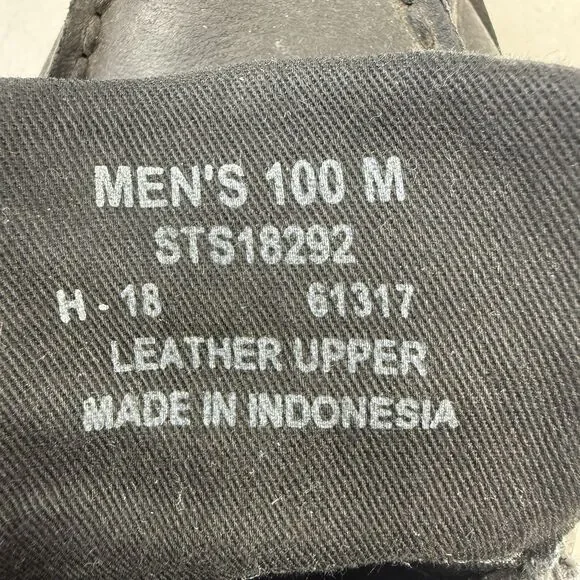 MEN'S 100 M
STS18292
H - 18 61317
LEATHER UPPER
MADE IN INDONESIA